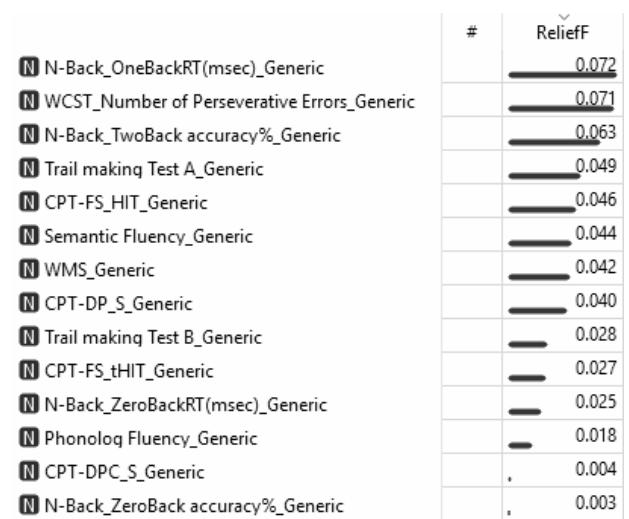 # ReliefF
N N-Back_OneBackRT(msec)_Generic 0.072
N WCST_Number of Perseverative Errors_Generic 0.071
N N-Back_TwoBack accuracy%_Generic 0.063
N Trail making Test A_Generic 0.049
N CPT-FS_HIT_Generic 0.046
N Semantic Fluency_Generic 0.044
N WMS_Generic 0.042
N CPT-DP_S_Generic 0.040
N Trail making Test B_Generic 0.028
N CPT-FS_tHIT_Generic 0.027
N N-Back_ZeroBackRT(msec)_Generic 0.025
N Phonolog Fluency_Generic 0.018
N CPT-DPC_S_Generic 0.004
N N-Back_ZeroBack accuracy%_Generic 0.003